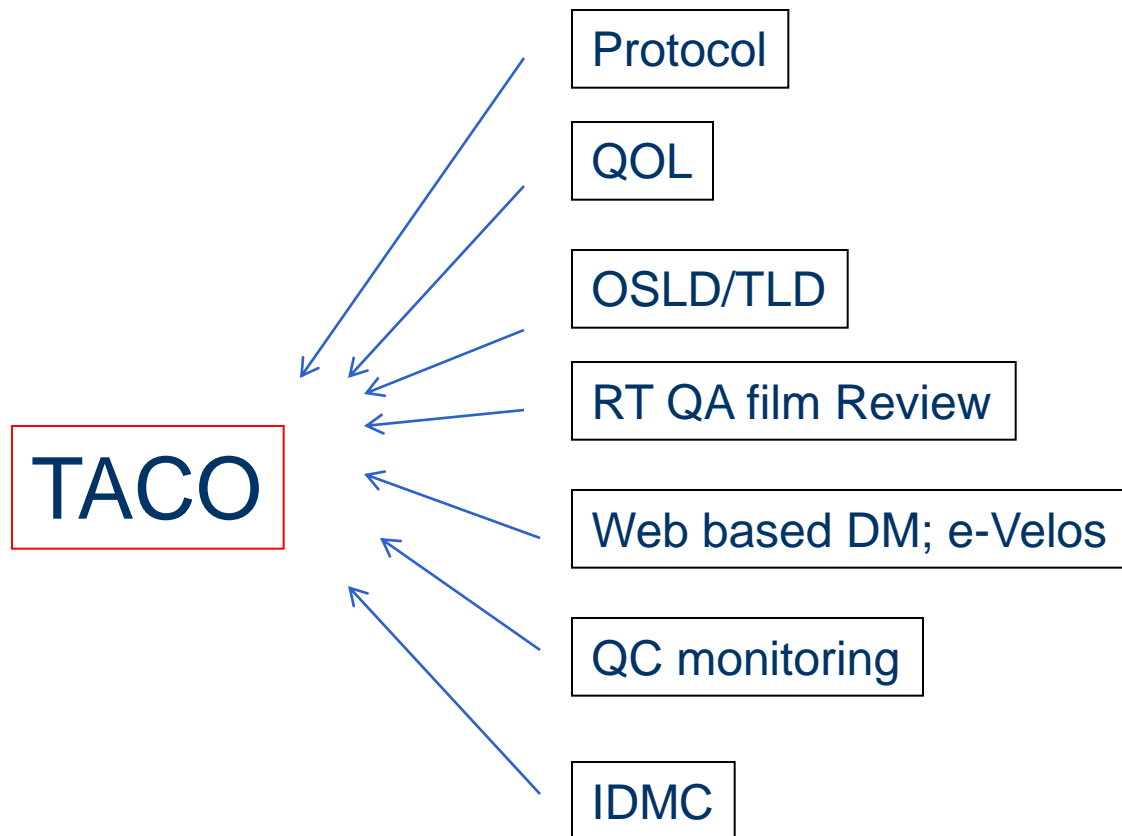 Protocol
QOL
OSLD/TLD
RT QA film Review
TACO
Web based DM; e-Velos
QC monitoring
IDMC